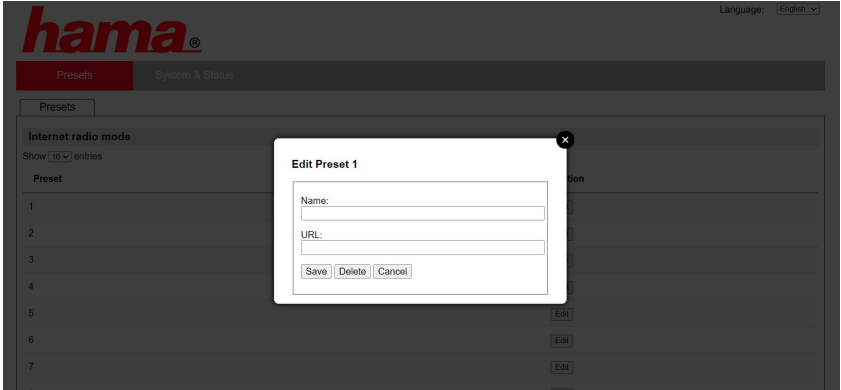 Language: English
hama®
Presets System & Status
Presets
Internet radio mode
Show 10 entries
Preset
Edit Preset 1
Name:
URL:
Save Delete Cancel
1
2
3
4
5 Edit
6 Edit
7 Edit